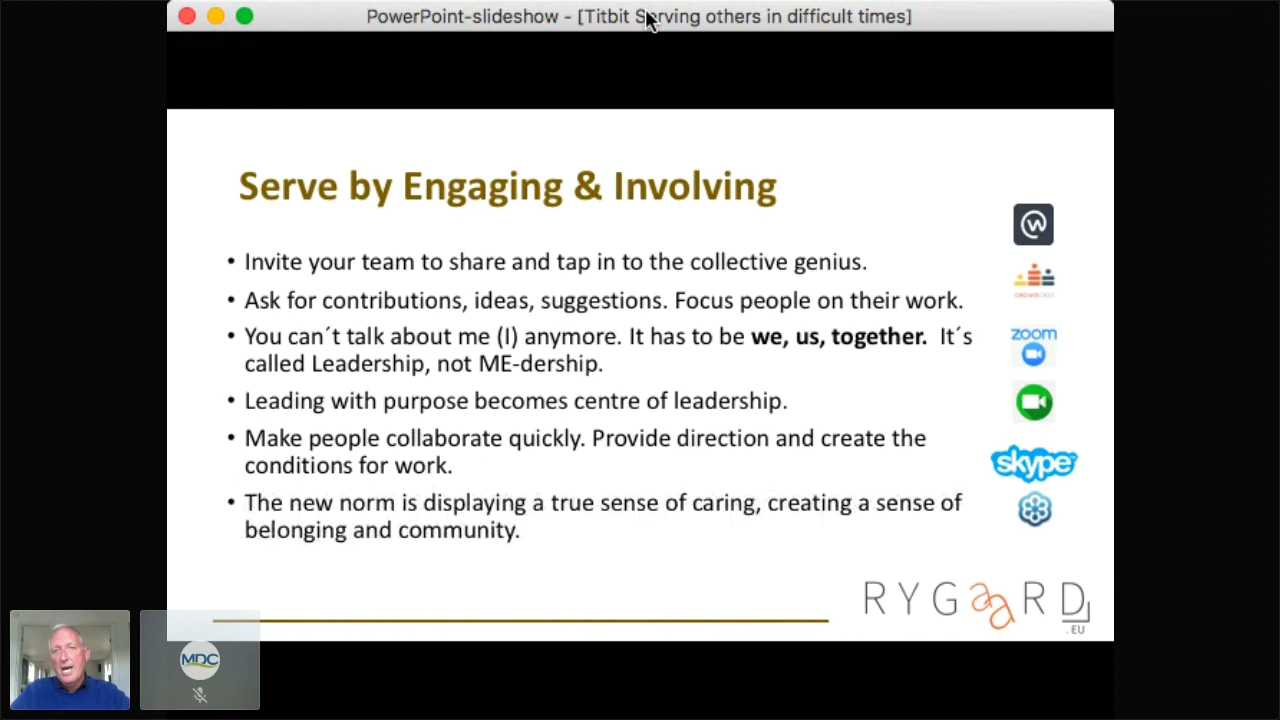 PowerPoint-slideshow - [Titbit Serving others in difficult times]
Serve by Engaging & Involving
• Invite your team to share and tap in to the collective genius.
• Ask for contributions, ideas, suggestions. Focus people on their work.
• You can´t talk about me (I) anymore. It has to be we, us, together. It´s
called Leadership, not ME-dership.
• Leading with purpose becomes centre of leadership.
• Make people collaborate quickly. Provide direction and create the
conditions for work.
• The new norm is displaying a true sense of caring, creating a sense of
belonging and community.
CROWDCAST
zoom
skype
RYGaaRD
.EU
MDC